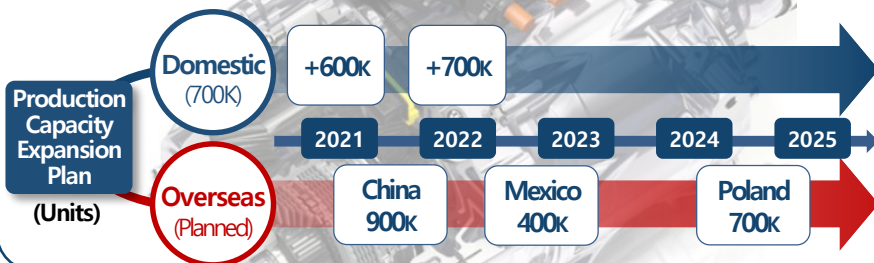 Production
Capacity
Expansion
Plan
(Units)
Domestic
(700K)
+600K
+700K
2021
2022
2023
2024
2025
Overseas
(Planned)
China
900K
Mexico
400K
Poland
700K